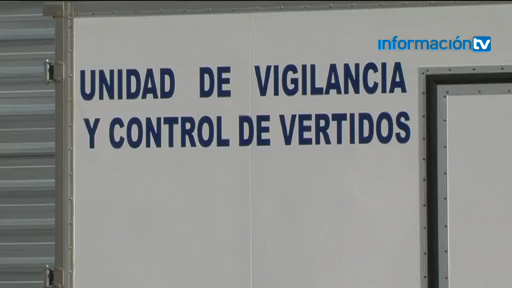 informacióntv
UNIDAD DE VIGILANCIA
Y CONTROL DE VERTIDOS